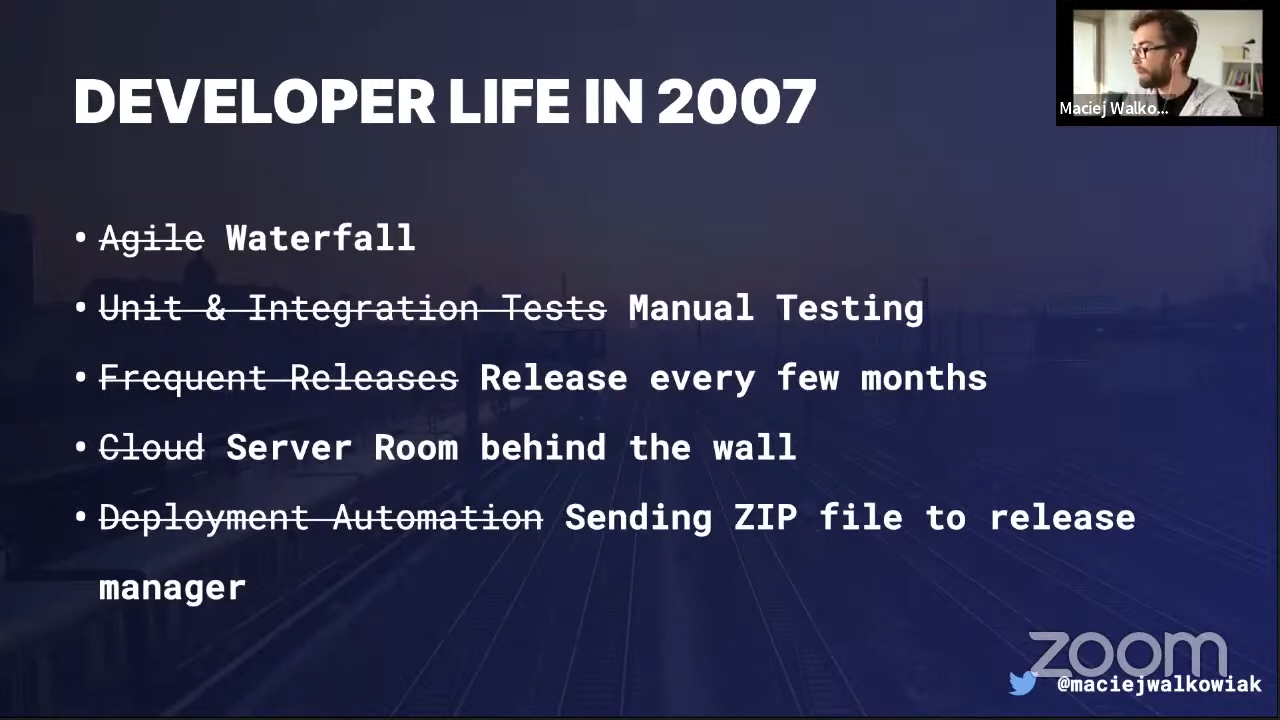 DEVELOPER LIFE IN 2007
Maciej Walko...
• Agile Waterfall
• Unit & Integration Tests Manual Testing
• Frequent Releases Release every few months
• Cloud Server Room behind the wall
• Deployment Automation Sending ZIP file to release
manager
zoom
@maciejwalkowiak